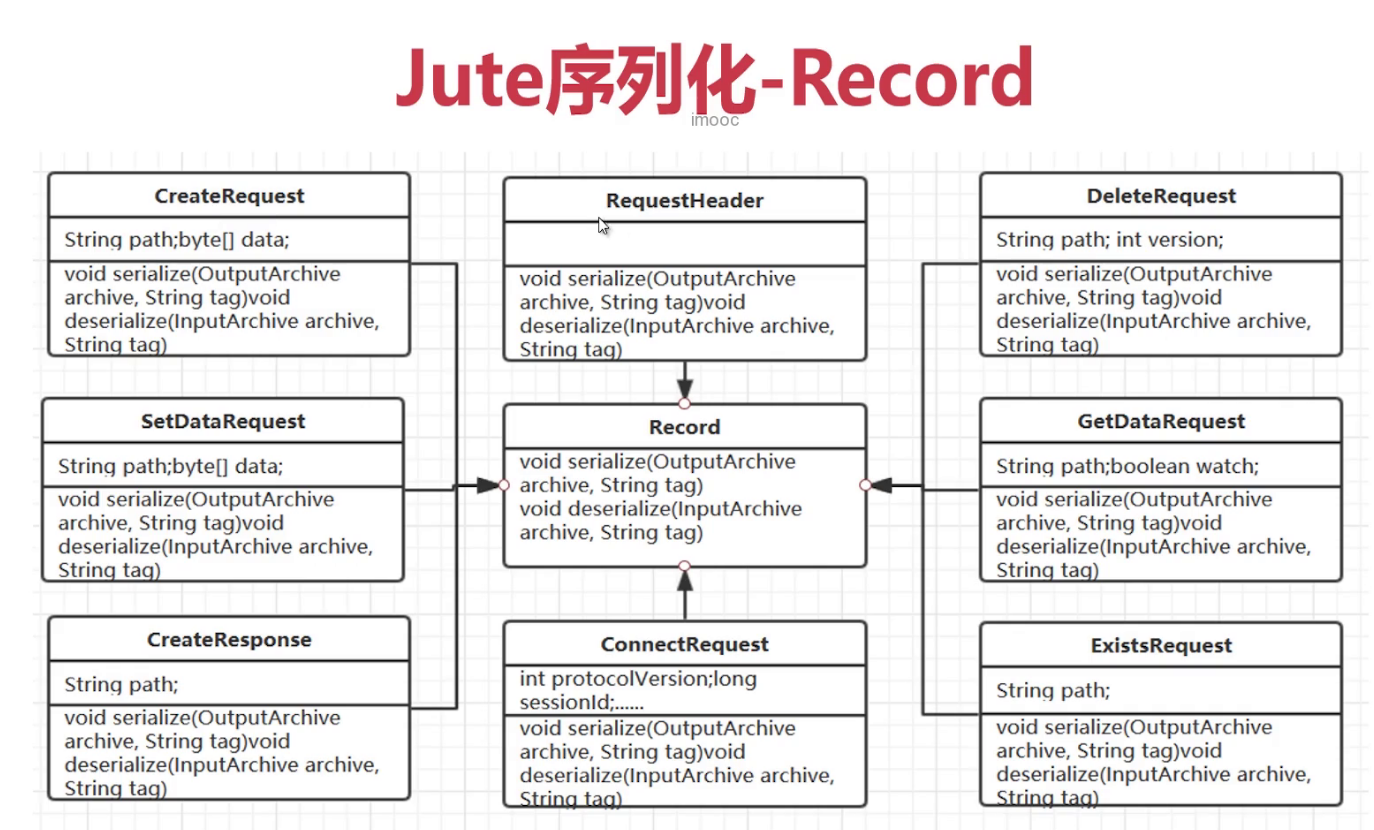 Jute序列化-Record
imooc
CreateRequest
String path;byte[] data;
void serialize(OutputArchive
archive, String tag)void
deserialize(InputArchive archive,
String tag)
RequestHeader
void serialize(OutputArchive
archive, String tag)void
deserialize(InputArchive archive,
String tag)
DeleteRequest
String path; int version;
void serialize(OutputArchive
archive, String tag)void
deserialize(InputArchive archive,
String tag)
SetDataRequest
String path;byte[] data;
void serialize(OutputArchive
archive, String tag)void
deserialize(InputArchive archive,
String tag)
Record
void serialize(OutputArchive
archive, String tag)
void deserialize(InputArchive
archive, String tag)
GetDataRequest
String path;boolean watch;
void serialize(OutputArchive
archive, String tag)void
deserialize(InputArchive archive,
String tag)
CreateResponse
String path;
void serialize(OutputArchive
archive, String tag)void
deserialize(InputArchive archive,
String tag)
ConnectRequest
int protocolVersion;long
sessionId;......
void serialize(OutputArchive
archive, String tag)void
deserialize(InputArchive archive,
String tag)
ExistsRequest
String path;
void serialize(OutputArchive
archive, String tag)void
deserialize(InputArchive archive,
String tag)